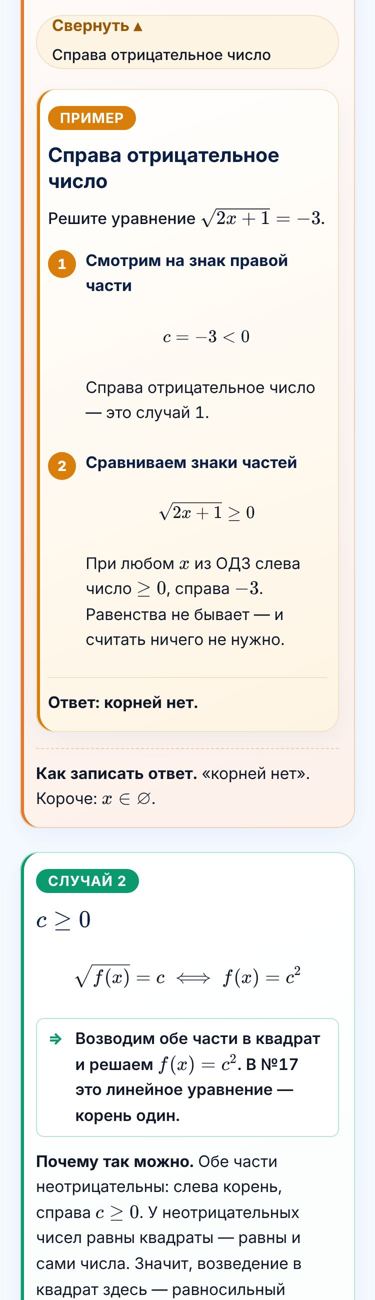 Свернуть ▲
Справа отрицательное число
ПРИМЕР
Справа отрицательное
число
Решите уравнение √(2x + 1) = −3.
1 Смотрим на знак правой
части
c = −3 < 0
Справа отрицательное число
— это случай 1.
2 Сравниваем знаки частей
√(2x + 1) ≥ 0
При любом x из ОДЗ слева
число ≥ 0, справа −3.
Равенства не бывает — и
считать ничего не нужно.
Ответ: корней нет.
Как записать ответ. «корней нет».
Короче: x ∈ ∅.
СЛУЧАЙ 2
c ≥ 0
√(f(x)) = c ⟺ f(x) = c²
⇒ Возводим обе части в квадрат
и решаем f(x) = c². В №17
это линейное уравнение —
корень один.
Почему так можно. Обе части
неотрицательны: слева корень,
справа c ≥ 0. У неотрицательных
чисел равны квадраты — равны и
сами числа. Значит, возведение в
квадрат здесь — равносильный